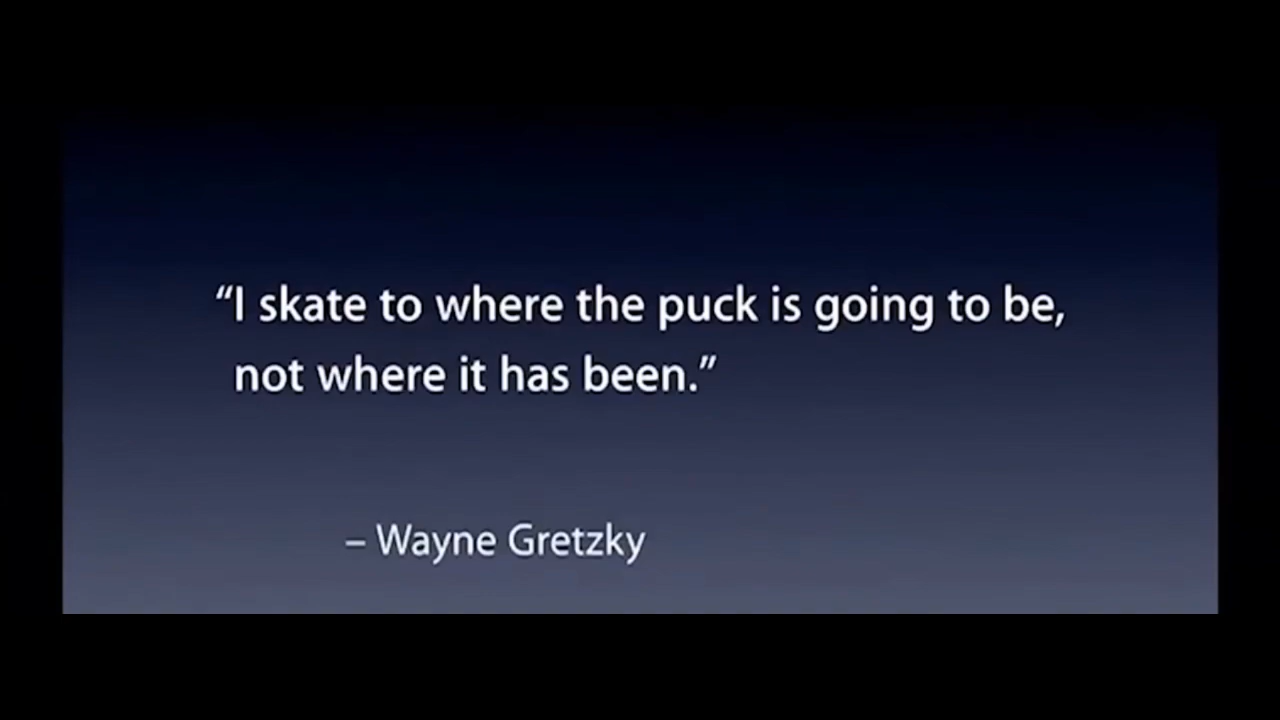 “I skate to where the puck is going to be,
not where it has been.”
– Wayne Gretzky